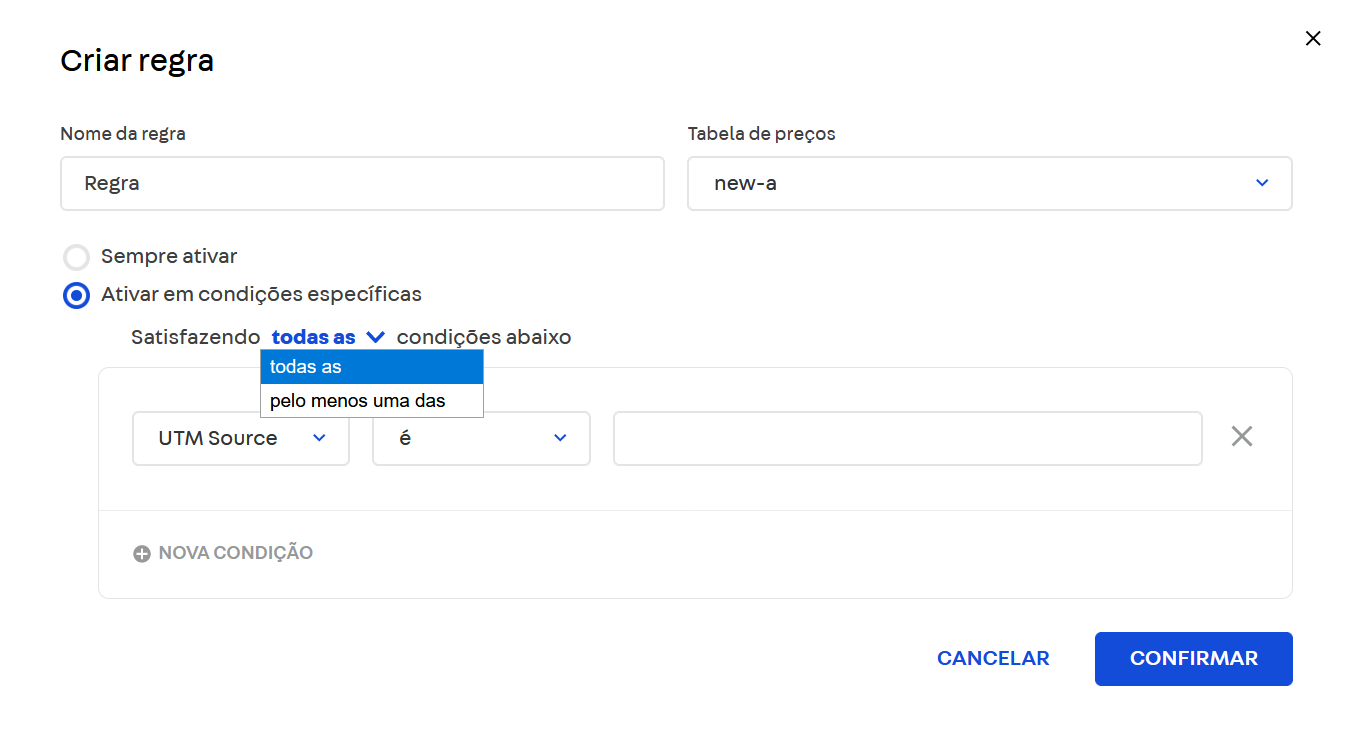 Criar regra
Nome da regra
Tabela de preços
Regra
new-a
Sempre ativar
Ativar em condições específicas
Satisfazendo todas as condições abaixo
todas as
pelo menos uma das
UTM Source
é
NOVA CONDIÇÃO
CANCELAR
CONFIRMAR